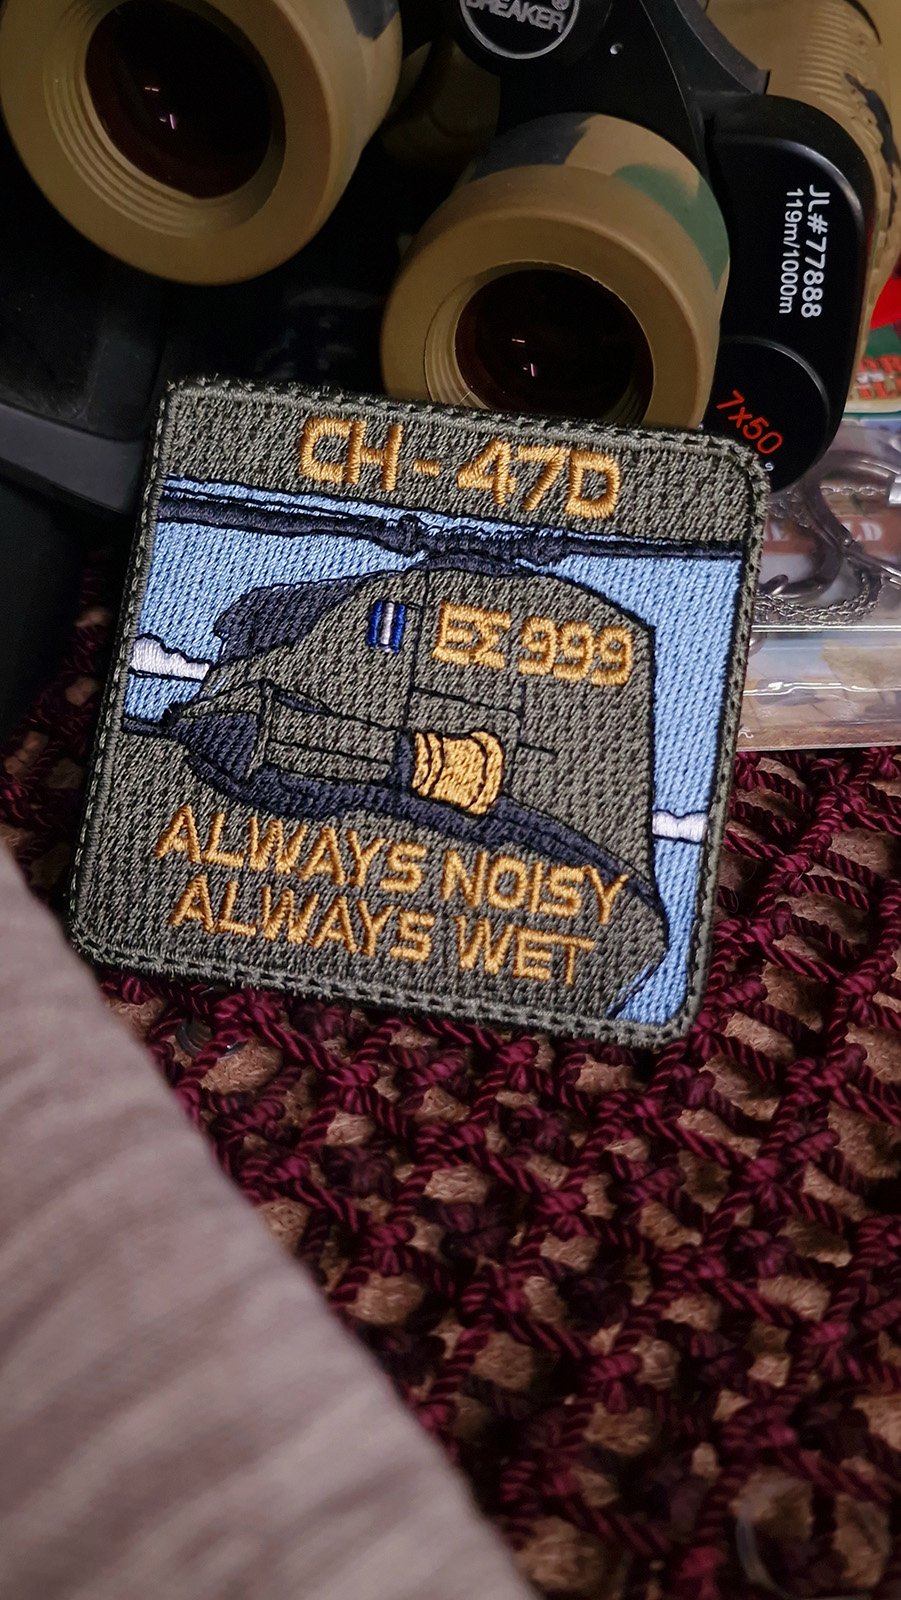 BREAKER
®
JL#77888
119m/1000m
7x50
CH-47D
ΕΣ 999
ALWAYS NOISY
ALWAYS WET